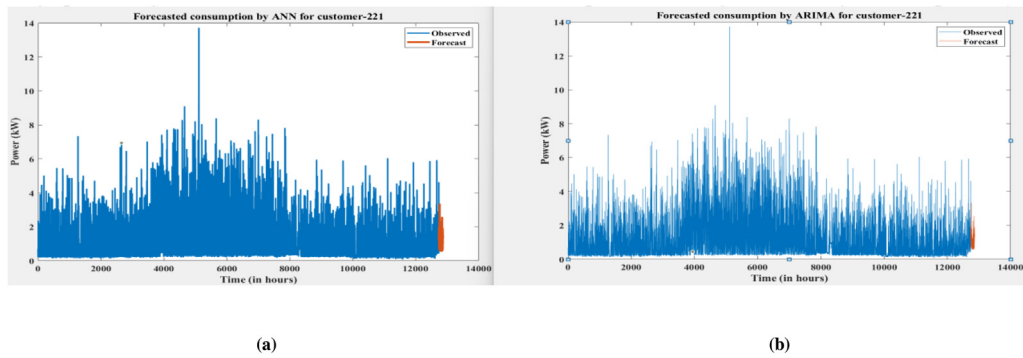 Forecasted consumption by ANN for customer-221
Observed
Forecast
14
12
10
8
6
4
2
0
Power (kW)
0 2000 4000 6000 8000 10000 12000 14000
Time (in hours)
(a)
Forecasted consumption by ARIMA for customer-221
Observed
Forecast
14
12
10
8
6
4
2
0
Power (kW)
0 2000 4000 6000 8000 10000 12000 14000
Time (in hours)
(b)